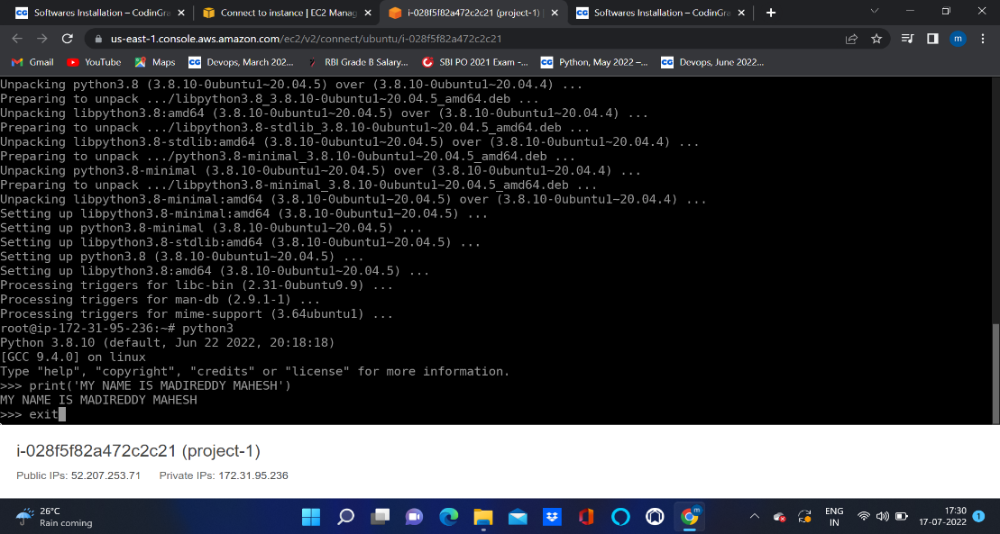 Softwares Installation – CodinGra
Connect to instance | EC2 Manag
i-028f5f82a472c2c21 (project-1) |
Softwares Installation – CodinGra
us-east-1.console.aws.amazon.com/ec2/v2/connect/ubuntu/i-028f5f82a472c2c21
m
Gmail
YouTube
Maps
CG Devops, March 202...
RBI Grade B Salary...
SBI PO 2021 Exam -...
CG Python, May 2022 –...
CG Devops, June 2022...
Unpacking python3.8 (3.8.10-0ubuntu1~20.04.5) over (3.8.10-0ubuntu1~20.04.4) ...
Preparing to unpack .../libpython3.8_3.8.10-0ubuntu1~20.04.5_amd64.deb ...
Unpacking libpython3.8:amd64 (3.8.10-0ubuntu1~20.04.5) over (3.8.10-0ubuntu1~20.04.4) ...
Preparing to unpack .../libpython3.8-stdlib_3.8.10-0ubuntu1~20.04.5_amd64.deb ...
Unpacking libpython3.8-stdlib:amd64 (3.8.10-0ubuntu1~20.04.5) over (3.8.10-0ubuntu1~20.04.4) ...
Preparing to unpack .../python3.8-minimal_3.8.10-0ubuntu1~20.04.5_amd64.deb ...
Unpacking python3.8-minimal (3.8.10-0ubuntu1~20.04.5) over (3.8.10-0ubuntu1~20.04.4) ...
Preparing to unpack .../libpython3.8-minimal_3.8.10-0ubuntu1~20.04.5_amd64.deb ...
Unpacking libpython3.8-minimal:amd64 (3.8.10-0ubuntu1~20.04.5) over (3.8.10-0ubuntu1~20.04.4) ...
Setting up libpython3.8-minimal:amd64 (3.8.10-0ubuntu1~20.04.5) ...
Setting up python3.8-minimal (3.8.10-0ubuntu1~20.04.5) ...
Setting up libpython3.8-stdlib:amd64 (3.8.10-0ubuntu1~20.04.5) ...
Setting up python3.8 (3.8.10-0ubuntu1~20.04.5) ...
Setting up libpython3.8:amd64 (3.8.10-0ubuntu1~20.04.5) ...
Processing triggers for libc-bin (2.31-0ubuntu9.9) ...
Processing triggers for man-db (2.9.1-1) ...
Processing triggers for mime-support (3.64ubuntu1) ...
root@ip-172-31-95-236:~# python3
Python 3.8.10 (default, Jun 22 2022, 20:18:18)
[GCC 9.4.0] on linux
Type "help", "copyright", "credits" or "license" for more information.
>>> print('MY NAME IS MADIREDDY MAHESH')
MY NAME IS MADIREDDY MAHESH
>>> exit
i-028f5f82a472c2c21 (project-1)
Public IPs: 52.207.253.71 Private IPs: 172.31.95.236
26°C
Rain coming
ENG
IN
17:30
17-07-2022
1